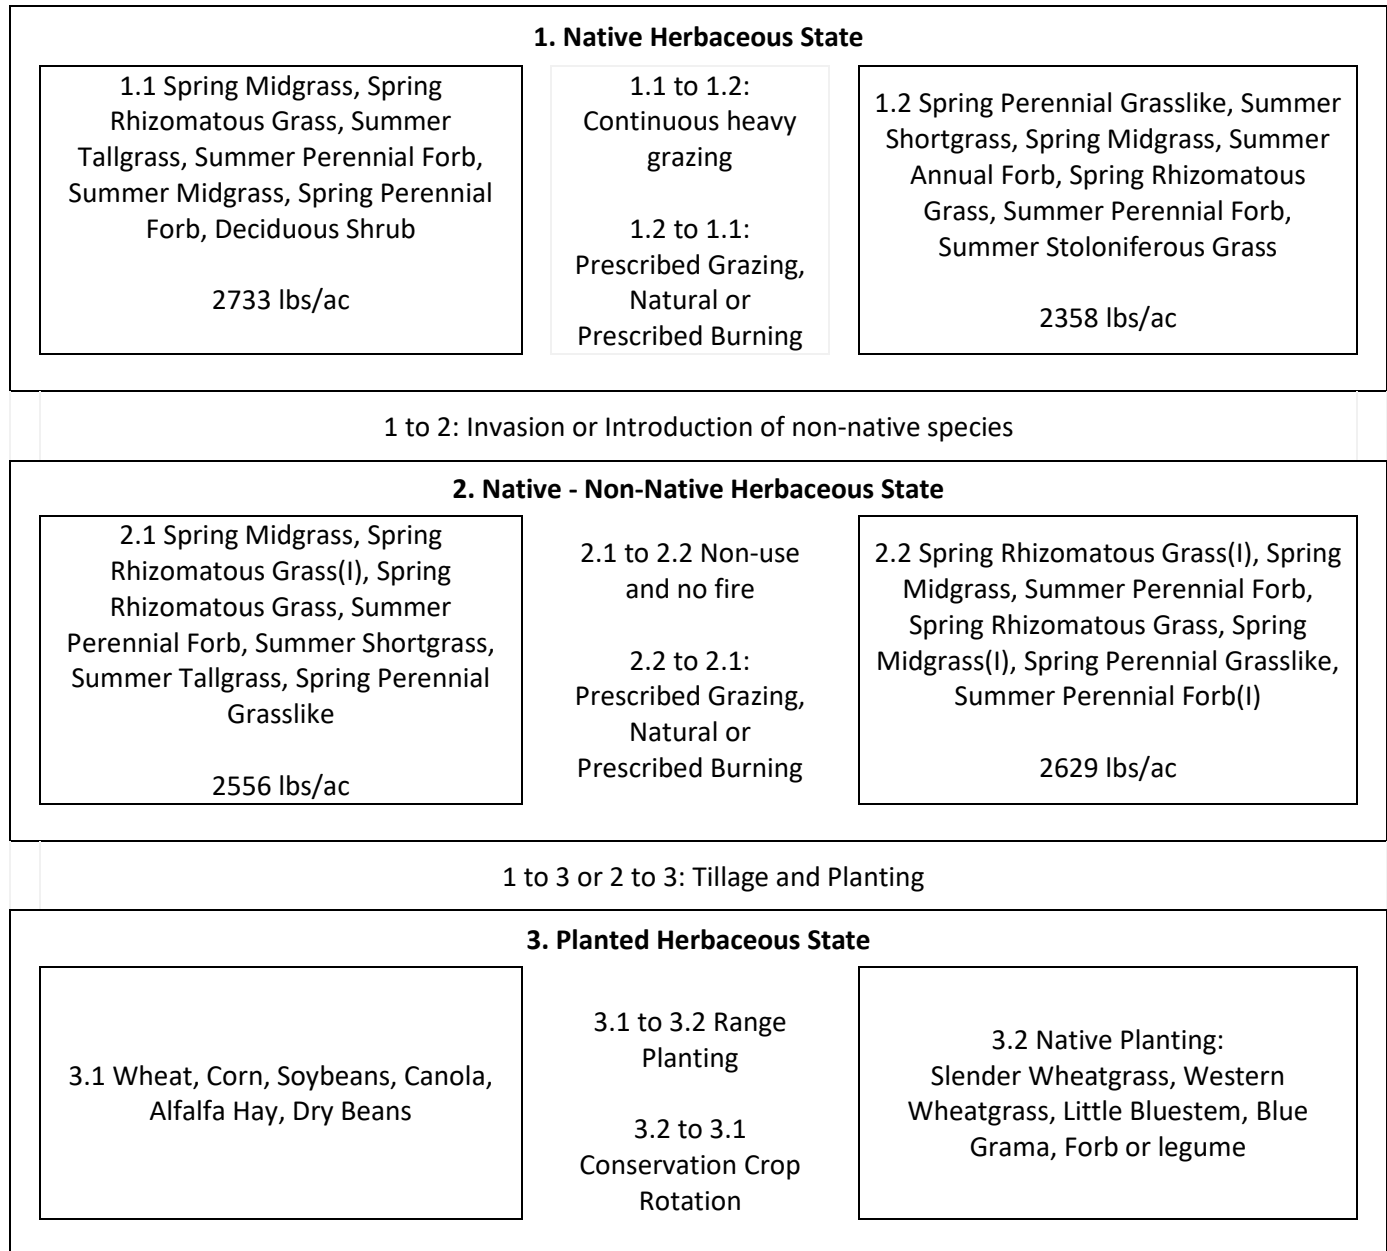 1. Native Herbaceous State
1.1 Spring Midgrass, Spring
Rhizomatous Grass, Summer
Tallgrass, Summer Perennial Forb,
Summer Midgrass, Spring Perennial
Forb, Deciduous Shrub
2733 lbs/ac
1.1 to 1.2:
Continuous heavy
grazing
1.2 to 1.1:
Prescribed Grazing,
Natural or
Prescribed Burning
1.2 Spring Perennial Grasslike, Summer
Shortgrass, Spring Midgrass, Summer
Annual Forb, Spring Rhizomatous
Grass, Summer Perennial Forb,
Summer Stoloniferous Grass
2358 lbs/ac
1 to 2: Invasion or Introduction of non-native species
2. Native - Non-Native Herbaceous State
2.1 Spring Midgrass, Spring
Rhizomatous Grass(I), Spring
Rhizomatous Grass, Summer
Perennial Forb, Summer Shortgrass,
Summer Tallgrass, Spring Perennial
Grasslike
2556 lbs/ac
2.1 to 2.2 Non-use
and no fire
2.2 to 2.1:
Prescribed Grazing,
Natural or
Prescribed Burning
2.2 Spring Rhizomatous Grass(I), Spring
Midgrass, Summer Perennial Forb,
Spring Rhizomatous Grass, Spring
Midgrass(I), Spring Perennial Grasslike,
Summer Perennial Forb(I)
2629 lbs/ac
1 to 3 or 2 to 3: Tillage and Planting
3. Planted Herbaceous State
3.1 Wheat, Corn, Soybeans, Canola,
Alfalfa Hay, Dry Beans
3.1 to 3.2 Range
Planting
3.2 to 3.1
Conservation Crop
Rotation
3.2 Native Planting:
Slender Wheatgrass, Western
Wheatgrass, Little Bluestem, Blue
Grama, Forb or legume